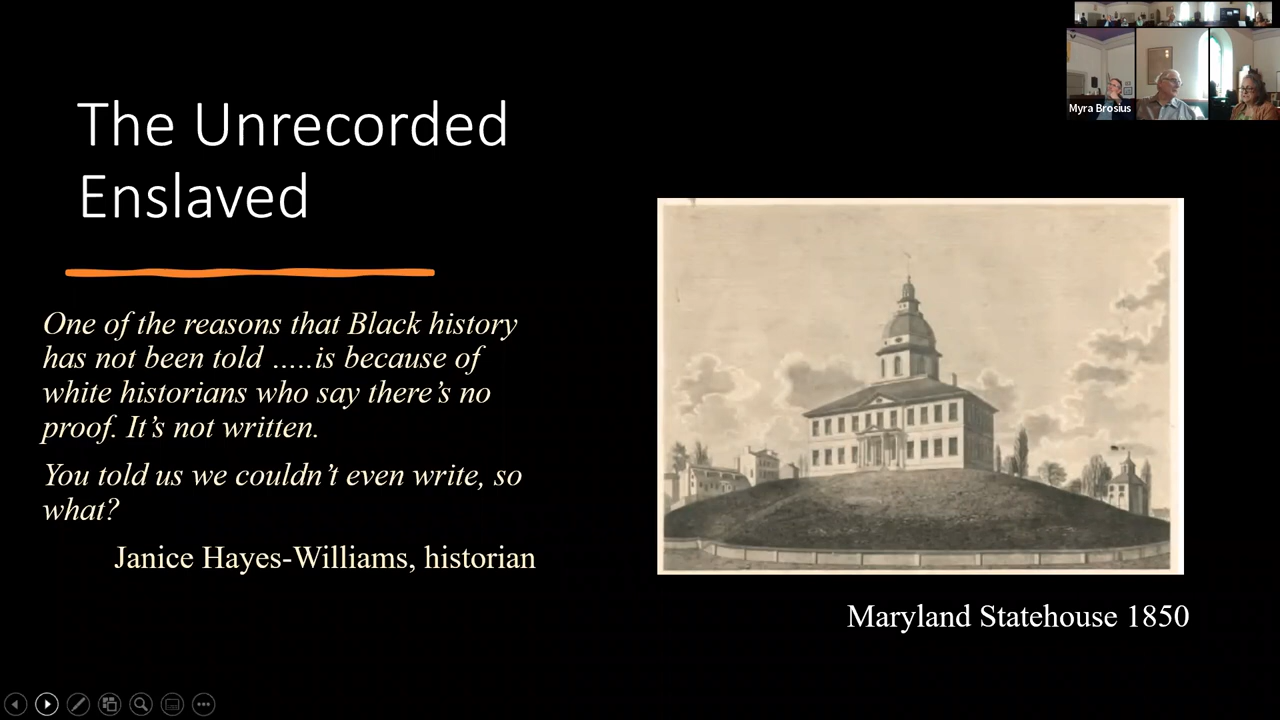 Myra Brosius
The Unrecorded
Enslaved
One of the reasons that Black history
has not been told .....is because of
white historians who say there’s no
proof. It’s not written.
You told us we couldn’t even write, so
what?
Janice Hayes-Williams, historian
Maryland Statehouse 1850